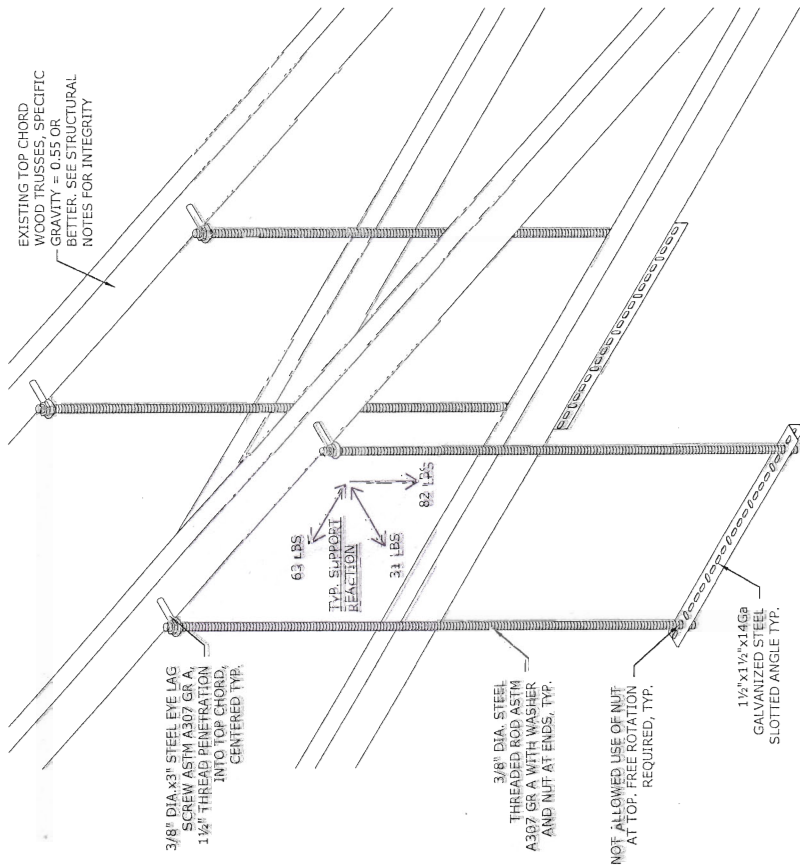 EXISTING TOP CHORD
WOOD TRUSSES, SPECIFIC
GRAVITY = 0.55 OR
BETTER. SEE STRUCTURAL
NOTES FOR INTEGRITY
63 LBS
TYP. SUPPORT
REACTION
31 LBS
82 LBS
3/8" DIA.x3" STEEL EYE LAG
SCREW ASTM A307 GR A,
1½" THREAD PENETRATION
INTO TOP CHORD,
CENTERED TYP.
3/8" DIA. STEEL
THREADED ROD ASTM
A307 GR A WITH WASHER
AND NUT AT ENDS, TYP.
NOT ALLOWED USE OF NUT
AT TOP. FREE ROTATION
REQUIRED, TYP.
1½"x1½"x14Ga
GALVANIZED STEEL
SLOTTED ANGLE TYP.